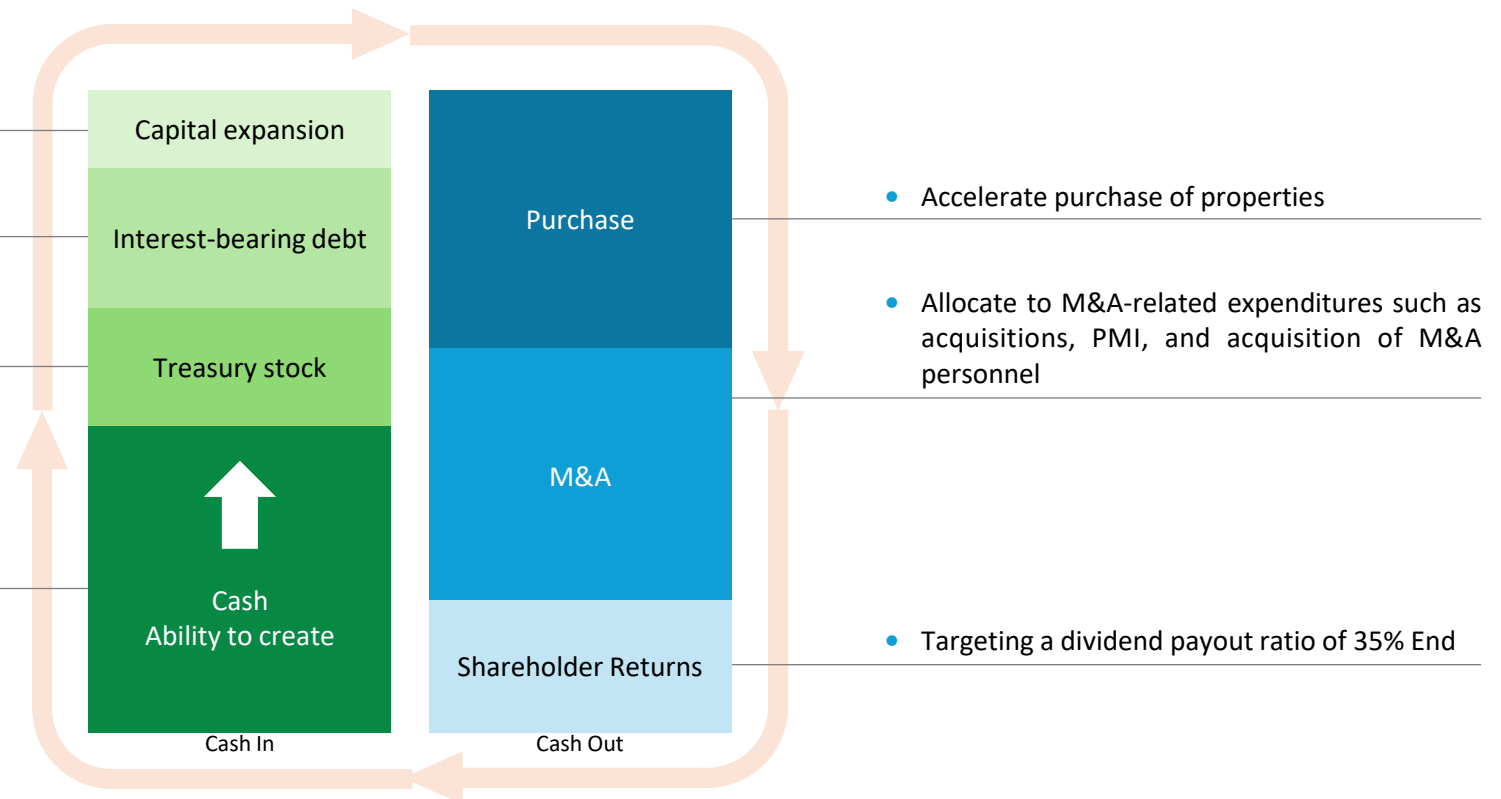 Capital expansion
Interest-bearing debt
Treasury stock
Cash
Ability to create
Cash In
Purchase
M&A
Shareholder Returns
Cash Out
• Accelerate purchase of properties
• Allocate to M&A-related expenditures such as
acquisitions, PMI, and acquisition of M&A
personnel
• Targeting a dividend payout ratio of 35% End